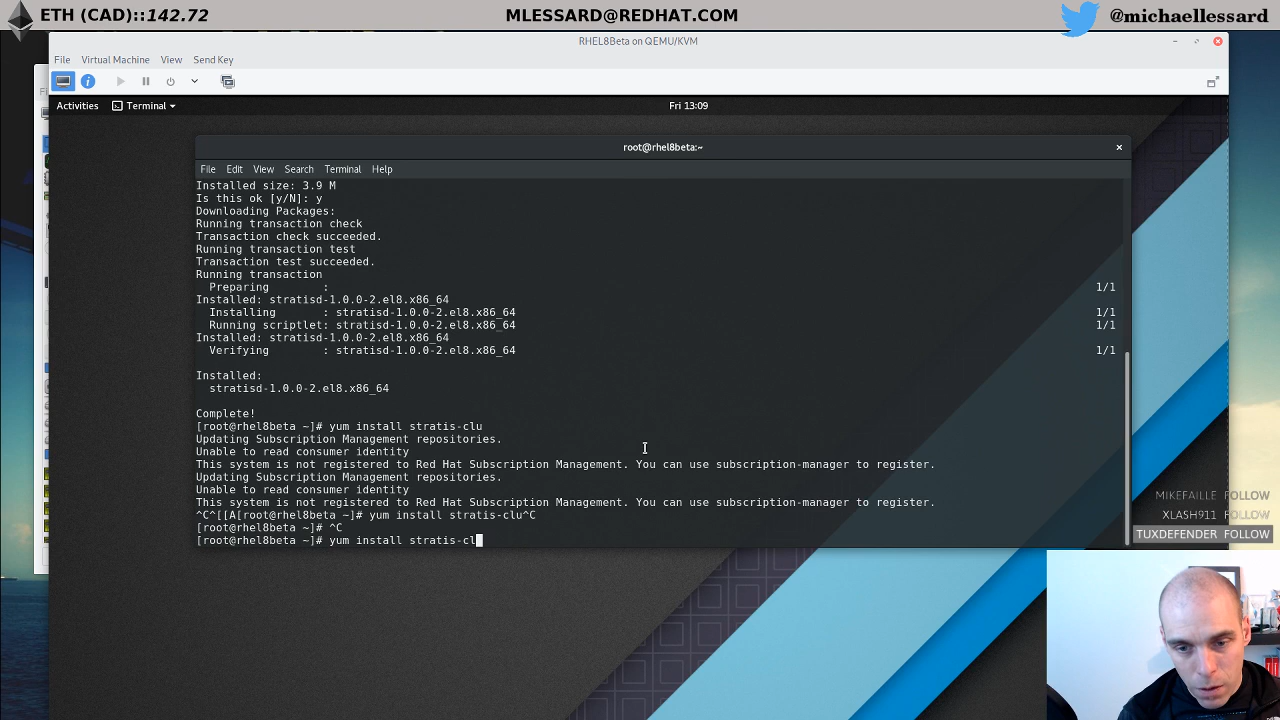 ETH (CAD)::142.72
MLESSARD@REDHAT.COM
@michaellessard
RHEL8Beta on QEMU/KVM
File Virtual Machine View Send Key
Activities Terminal Fri 13:09
root@rhel8beta:~
File Edit View Search Terminal Help
Installed size: 3.9 M
Is this ok [y/N]: y
Downloading Packages:
Running transaction check
Transaction check succeeded.
Running transaction test
Transaction test succeeded.
Running transaction
Preparing : 1/1
Installed: stratisd-1.0.0-2.el8.x86_64
Installing : stratisd-1.0.0-2.el8.x86_64 1/1
Running scriptlet: stratisd-1.0.0-2.el8.x86_64 1/1
Installed: stratisd-1.0.0-2.el8.x86_64
Verifying : stratisd-1.0.0-2.el8.x86_64 1/1
Installed:
stratisd-1.0.0-2.el8.x86_64
Complete!
[root@rhel8beta ~]# yum install stratis-clu
Updating Subscription Management repositories.
Unable to read consumer identity
This system is not registered to Red Hat Subscription Management. You can use subscription-manager to register.
Updating Subscription Management repositories.
Unable to read consumer identity
This system is not registered to Red Hat Subscription Management. You can use subscription-manager to register.
^C^[[A[root@rhel8beta ~]# yum install stratis-clu^C
[root@rhel8beta ~]# ^C
[root@rhel8beta ~]# yum install stratis-cl
MIKEFAILLE FOLLOW
XLASH911 FOLLOW
TUXDEFENDER FOLLOW